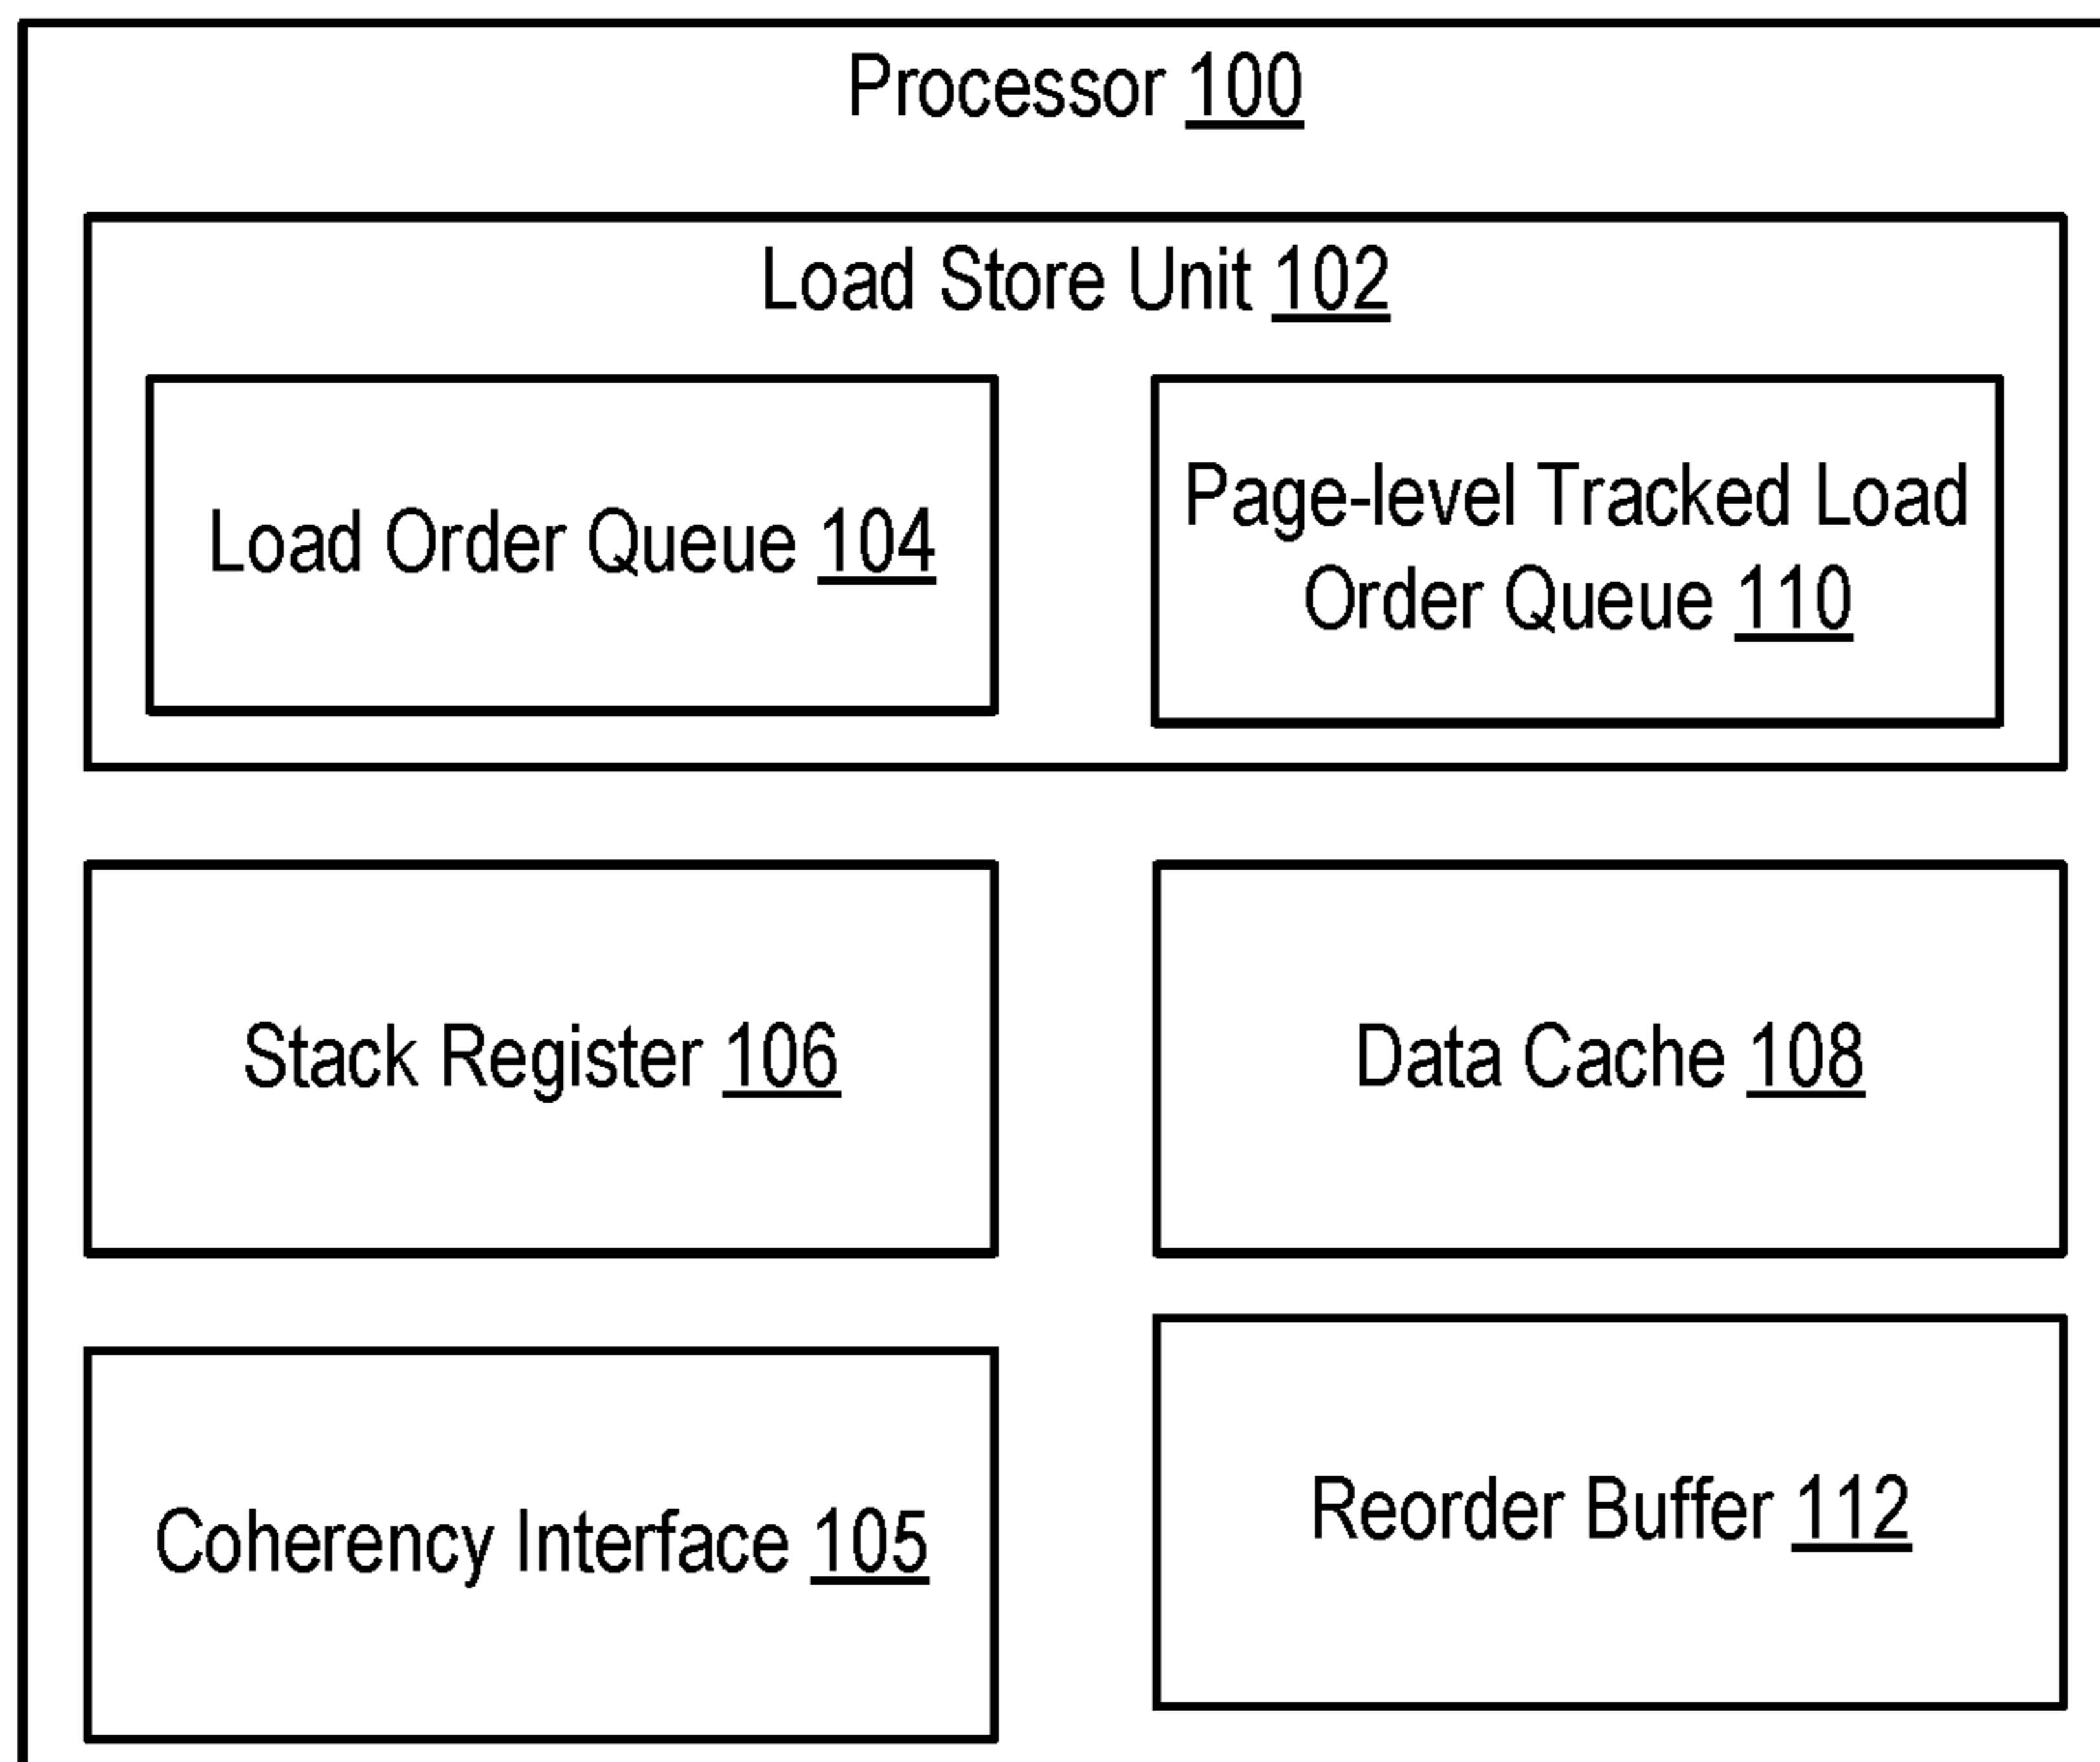 Processor 100
Load Store Unit 102
Load Order Queue 104
Page-level Tracked Load
Order Queue 110
Stack Register 106
Data Cache 108
Coherency Interface 105
Reorder Buffer 112